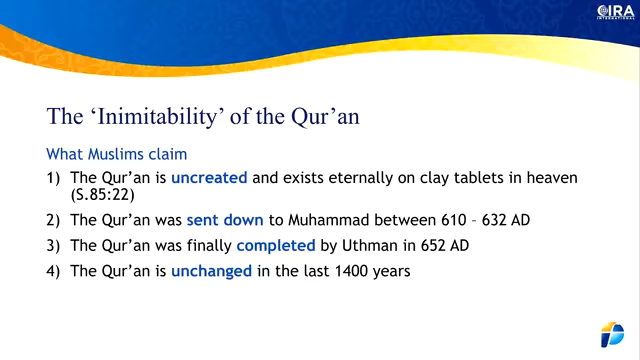 CIRA
INTERNATIONAL
The ‘Inimitability’ of the Qur’an
What Muslims claim
1) The Qur’an is uncreated and exists eternally on clay tablets in heaven
(S.85:22)
2) The Qur’an was sent down to Muhammad between 610 – 632 AD
3) The Qur’an was finally completed by Uthman in 652 AD
4) The Qur’an is unchanged in the last 1400 years